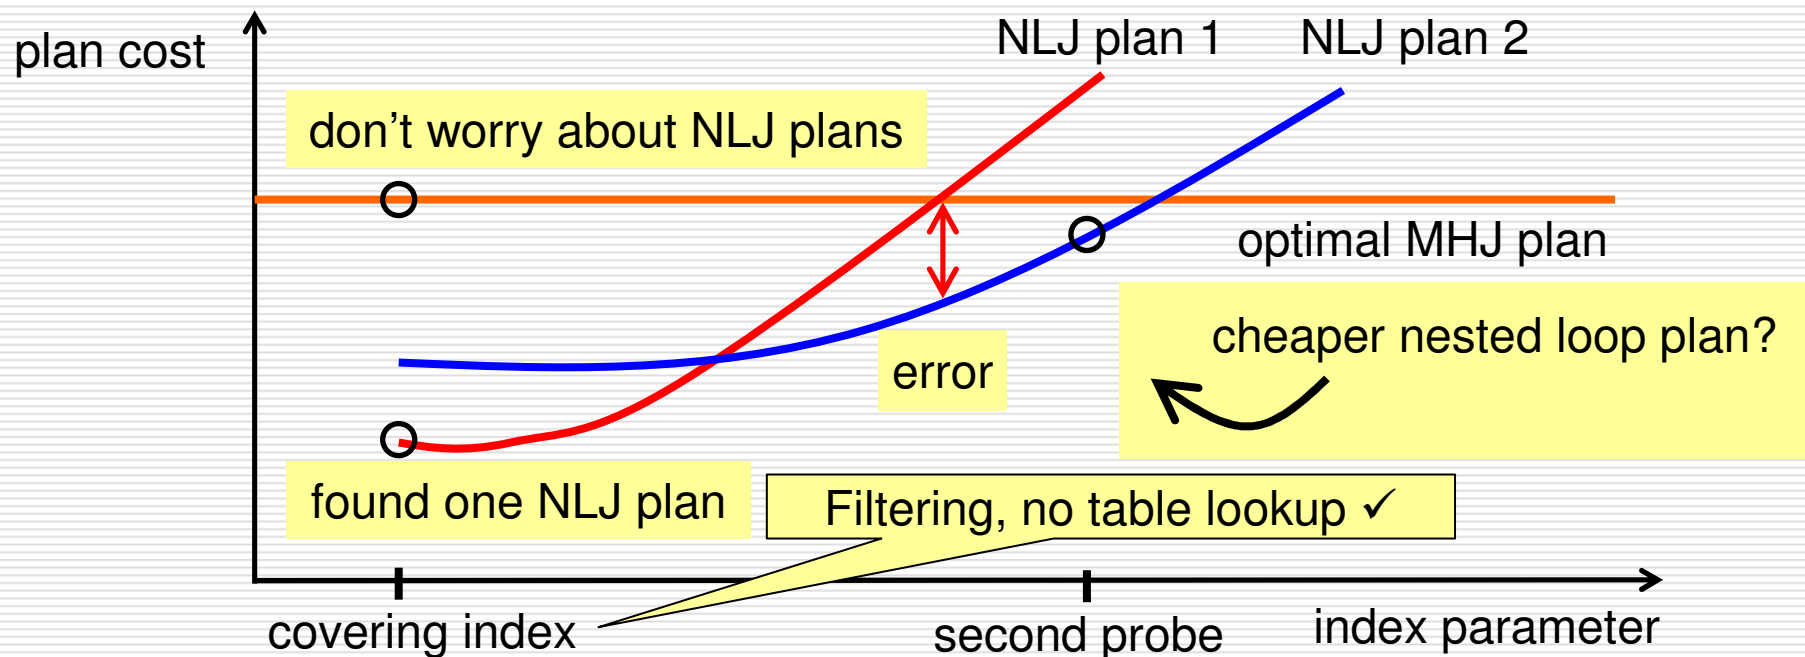 NLJ plan 1
NLJ plan 2
plan cost
don't worry about NLJ plans
optimal MHJ plan
cheaper nested loop plan?
error
found one NLJ plan
Filtering, no table lookup ✓
covering index
second probe
index parameter